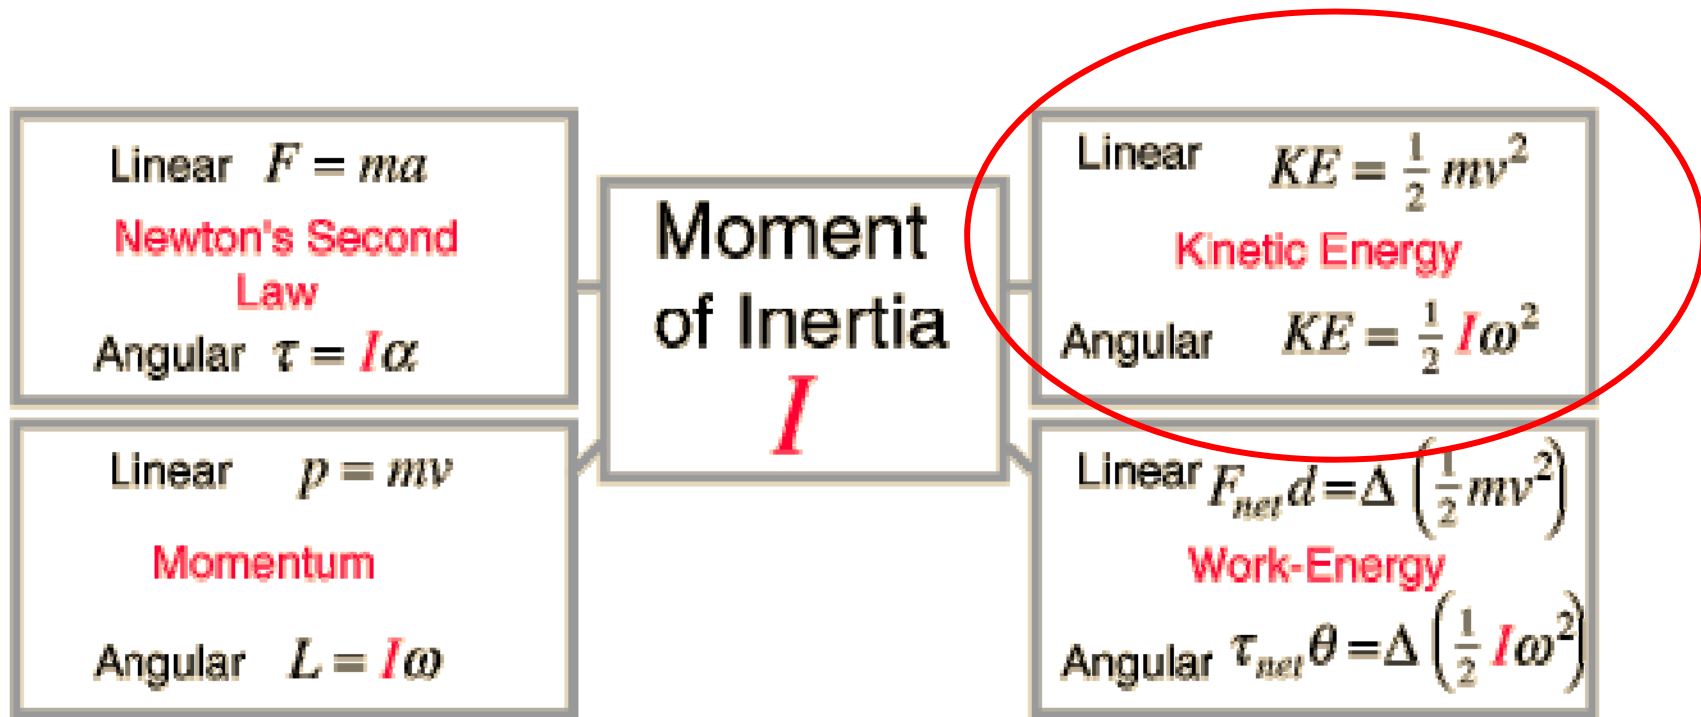 Linear F = ma
Newton's Second
Law
Angular τ = Iα
Linear p = mv
Momentum
Angular L = Iω
Moment
of Inertia
I
Linear KE = ½ mv²
Kinetic Energy
Angular KE = ½ Iω²
Linear F_net d = Δ (½ mv²)
Work-Energy
Angular τ_net θ = Δ (½ Iω²)